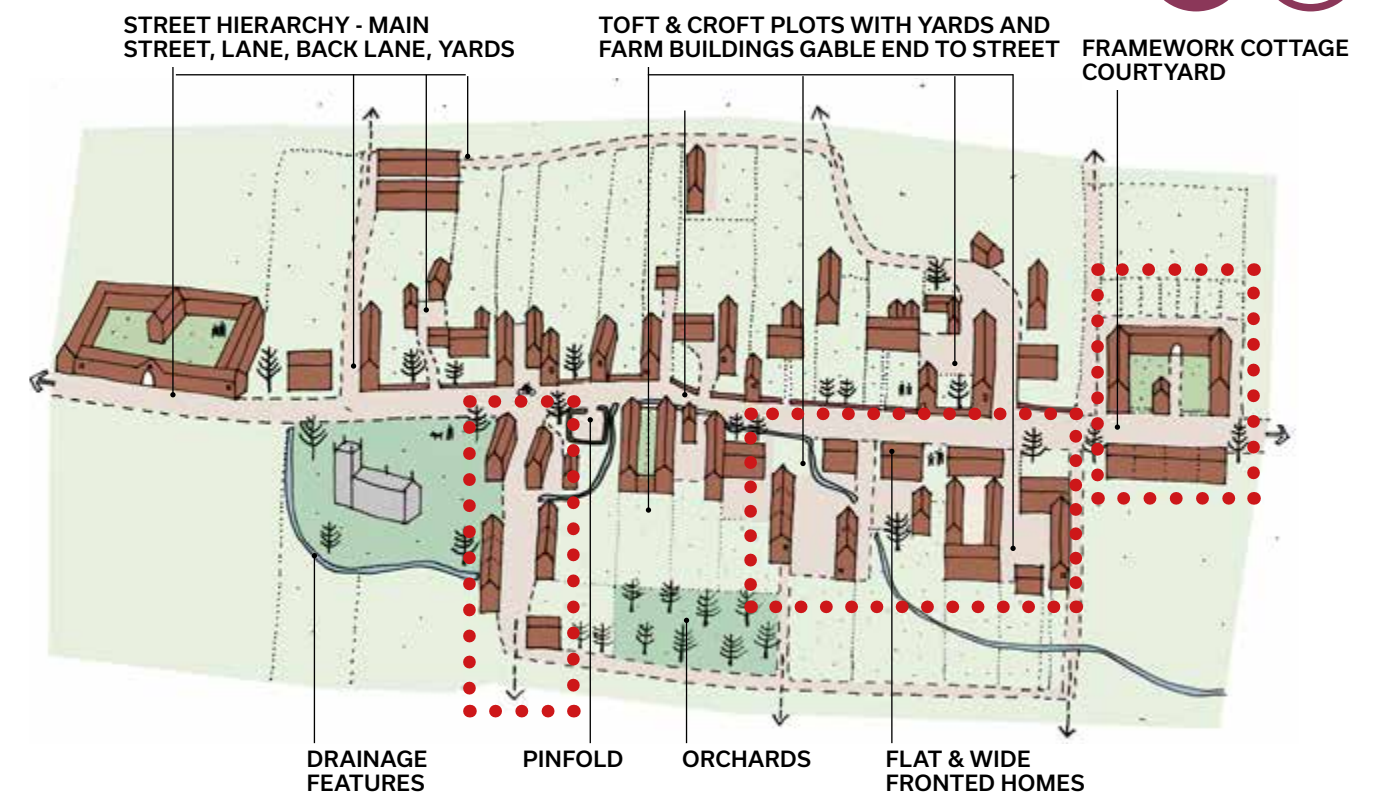 STREET HIERARCHY - MAIN
STREET, LANE, BACK LANE, YARDS
TOFT & CROFT PLOTS WITH YARDS AND
FARM BUILDINGS GABLE END TO STREET
FRAMEWORK COTTAGE
COURTYARD
DRAINAGE
FEATURES
PINFOLD
ORCHARDS
FLAT & WIDE
FRONTED HOMES